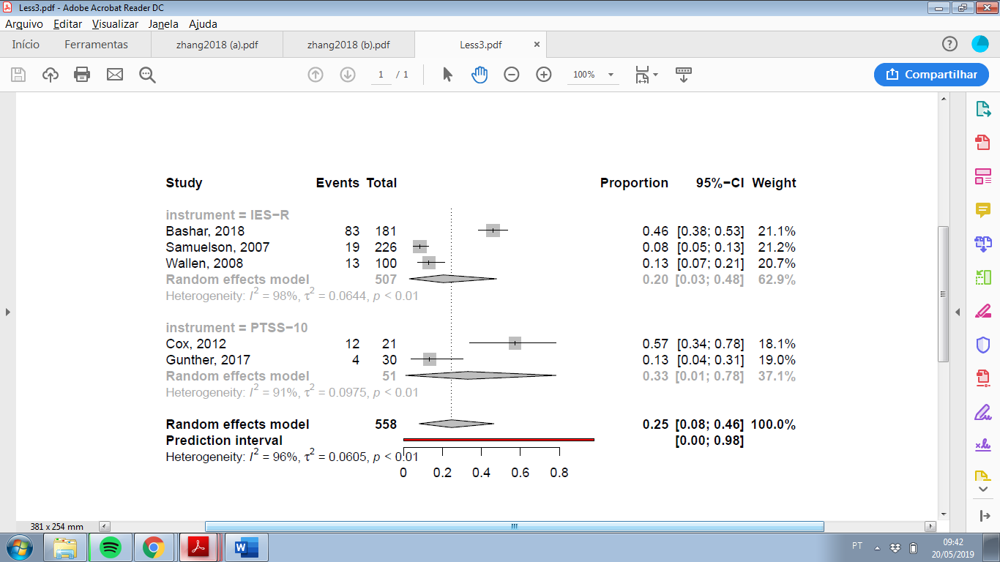 Less3.pdf - Adobe Acrobat Reader DC
Arquivo Editar Visualizar Janela Ajuda
Início Ferramentas zhang2018 (a).pdf zhang2018 (b).pdf Less3.pdf
1 / 1 100% Compartilhar
Study Events Total Proportion 95%−CI Weight
instrument = IES−R
Bashar, 2018 83 181 0.46 [0.38; 0.53] 21.1%
Samuelson, 2007 19 226 0.08 [0.05; 0.13] 21.2%
Wallen, 2008 13 100 0.13 [0.07; 0.21] 20.7%
Random effects model 507 0.20 [0.03; 0.48] 62.9%
Heterogeneity: I² = 98%, τ² = 0.0644, p < 0.01
instrument = PTSS−10
Cox, 2012 12 21 0.57 [0.34; 0.78] 18.1%
Gunther, 2017 4 30 0.13 [0.04; 0.31] 19.0%
Random effects model 51 0.33 [0.01; 0.78] 37.1%
Heterogeneity: I² = 91%, τ² = 0.0975, p < 0.01
Random effects model 558 0.25 [0.08; 0.46] 100.0%
Prediction interval [0.00; 0.98]
Heterogeneity: I² = 96%, τ² = 0.0605, p < 0.01
0 0.2 0.4 0.6 0.8
381 x 254 mm
PT 09:42
20/05/2019